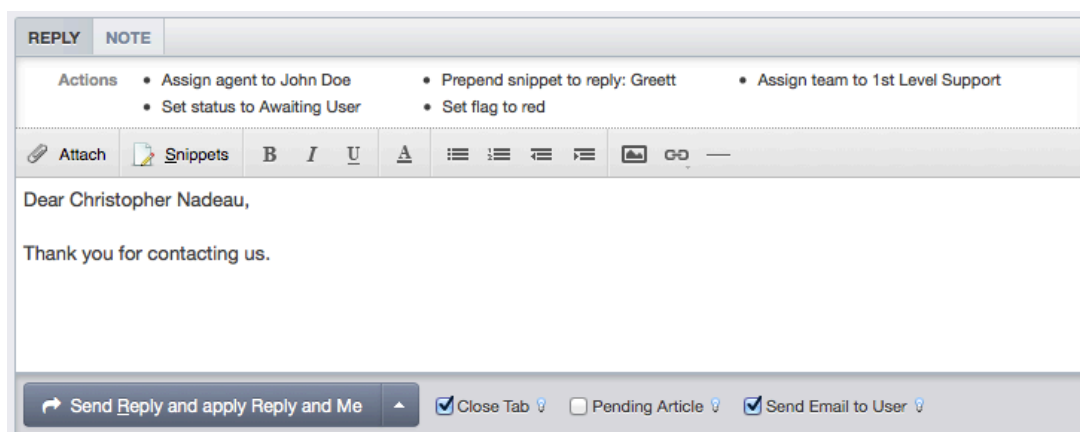 REPLY NOTE
Actions • Assign agent to John Doe • Prepend snippet to reply: Greett • Assign team to 1st Level Support
• Set status to Awaiting User • Set flag to red
Attach Snippets B I U A
Dear Christopher Nadeau,
Thank you for contacting us.
Send Reply and apply Reply and Me Close Tab Pending Article Send Email to User